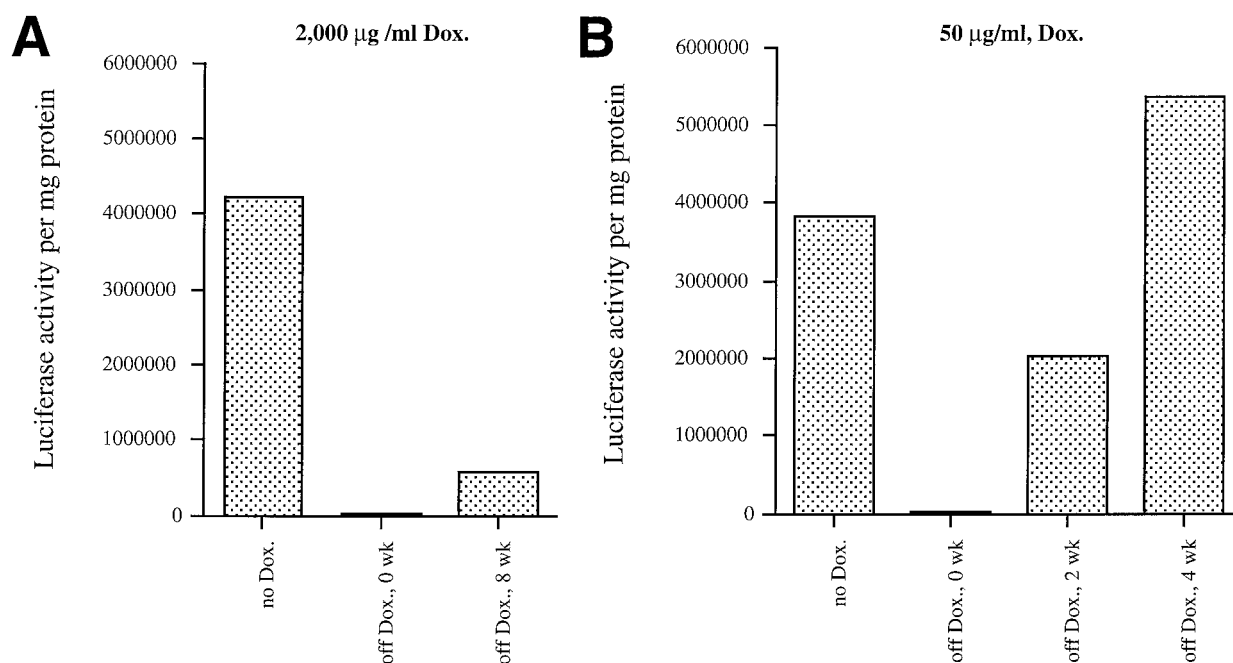 A
2,000 µg /ml Dox.
Luciferase activity per mg protein
6000000
5000000
4000000
3000000
2000000
1000000
0
no Dox.
off Dox., 0 wk
off Dox., 8 wk
B
50 µg/ml, Dox.
Luciferase activity per mg protein
6000000
5000000
4000000
3000000
2000000
1000000
0
no Dox.
off Dox., 0 wk
off Dox., 2 wk
off Dox., 4 wk